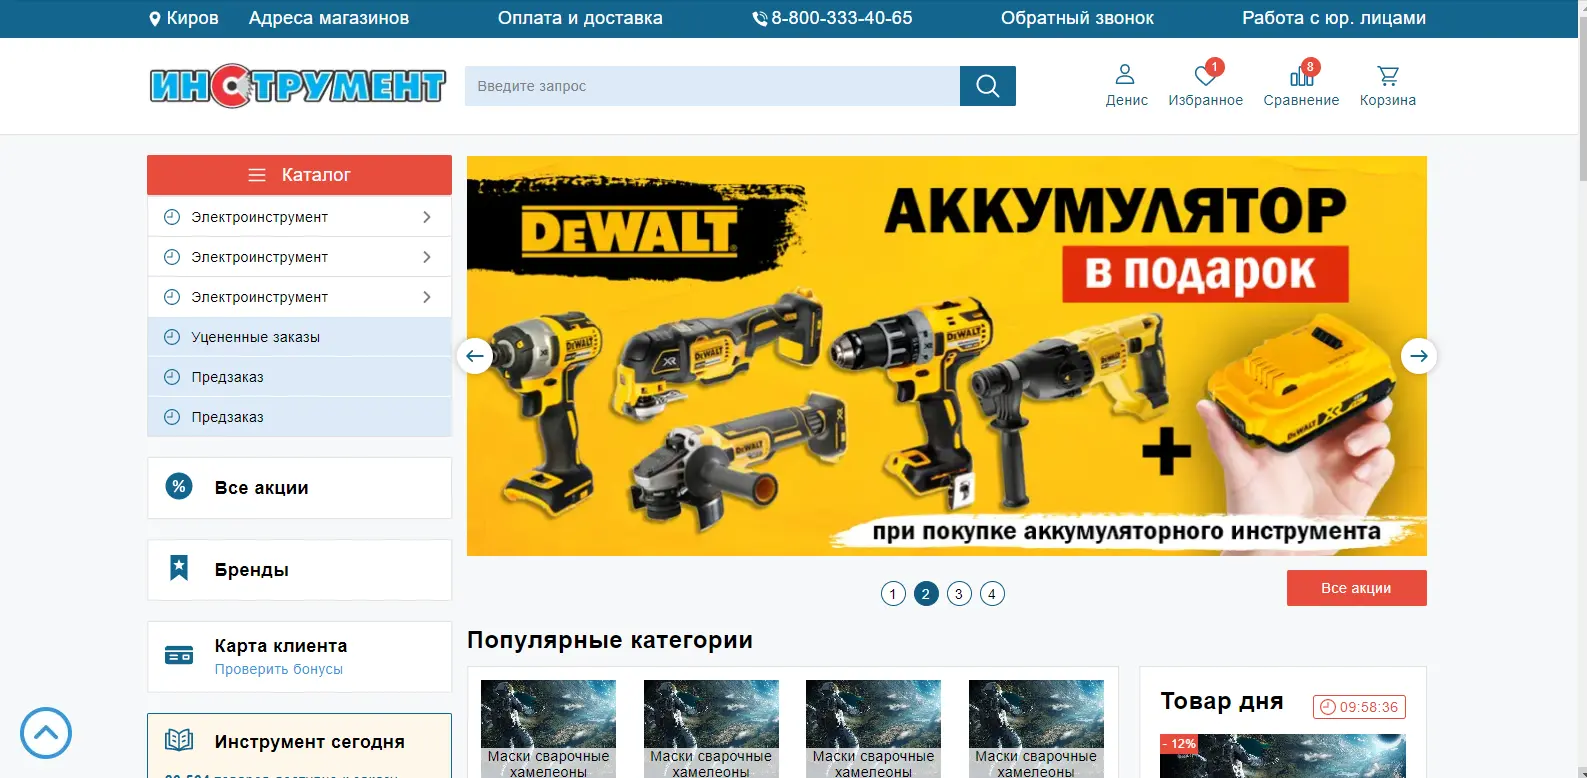 Киров
Адреса магазинов
Оплата и доставка
8-800-333-40-65
Обратный звонок
Работа с юр. лицами
ИНСТРУМЕНТ
Введите запрос
1
8
Денис
Избранное
Сравнение
Корзина
Каталог
Электроинструмент
Электроинструмент
Электроинструмент
Уцененные заказы
Предзаказ
Предзаказ
% Все акции
Бренды
Карта клиента
Проверить бонусы
Инструмент сегодня
DEWALT
АККУМУЛЯТОР
в подарок
+
при покупке аккумуляторного инструмента
1 2 3 4
Все акции
Популярные категории
Маски сварочные
хамелеоны
Маски сварочные
хамелеоны
Маски сварочные
хамелеоны
Маски сварочные
хамелеоны
Товар дня
09:58:36
- 12%